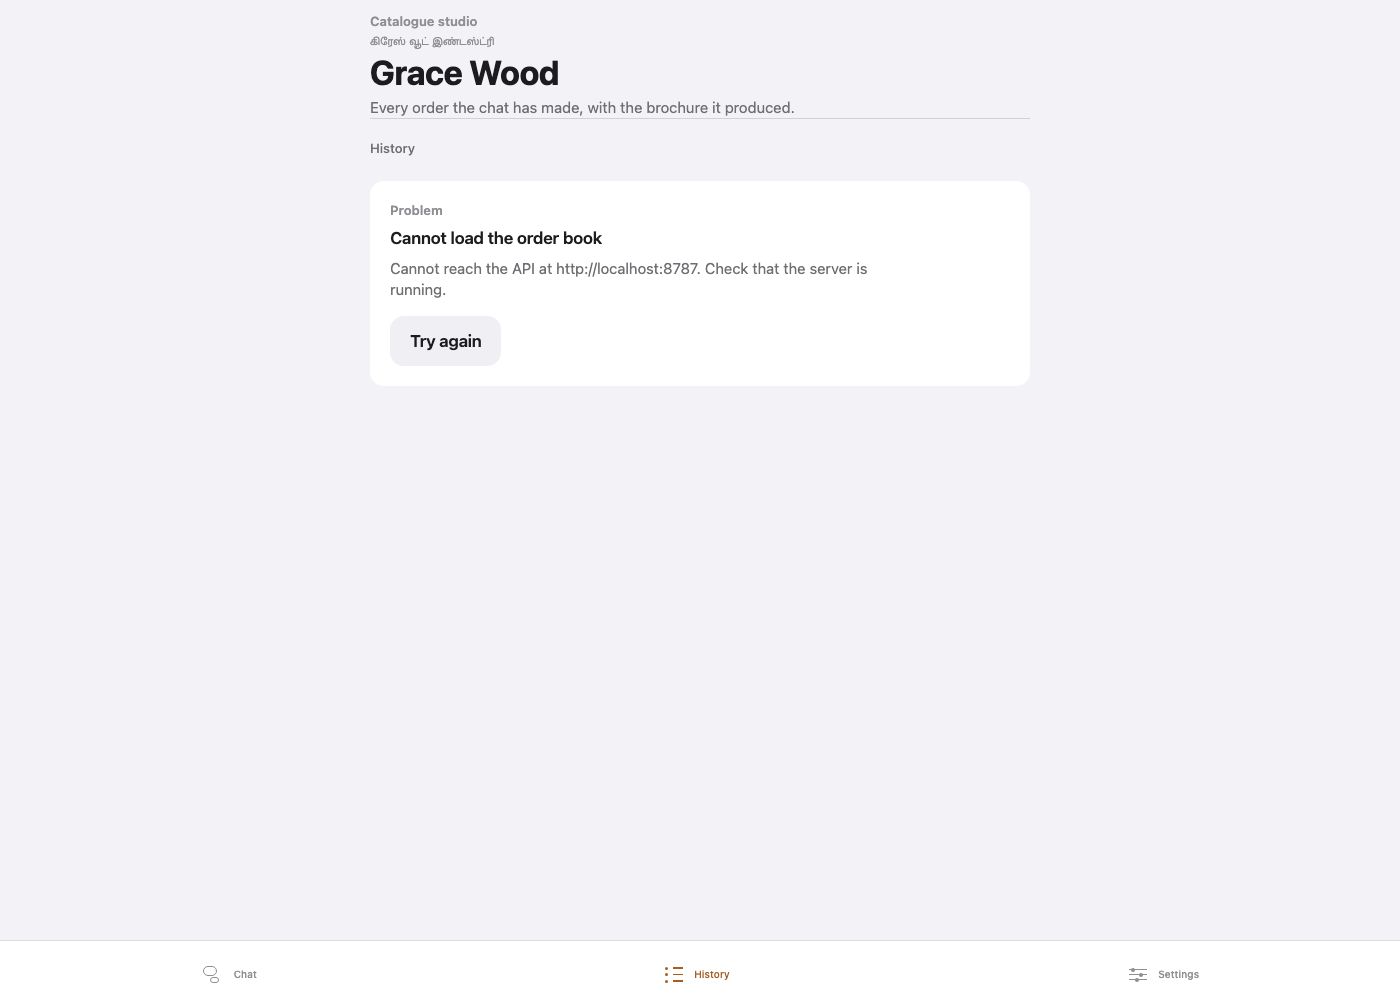 Catalogue studio
கிரேஸ் வூட் இண்டஸ்ட்ரி
Grace Wood
Every order the chat has made, with the brochure it produced.
History
Problem
Cannot load the order book
Cannot reach the API at http://localhost:8787. Check that the server is
running.
Try again
Chat
History
Settings